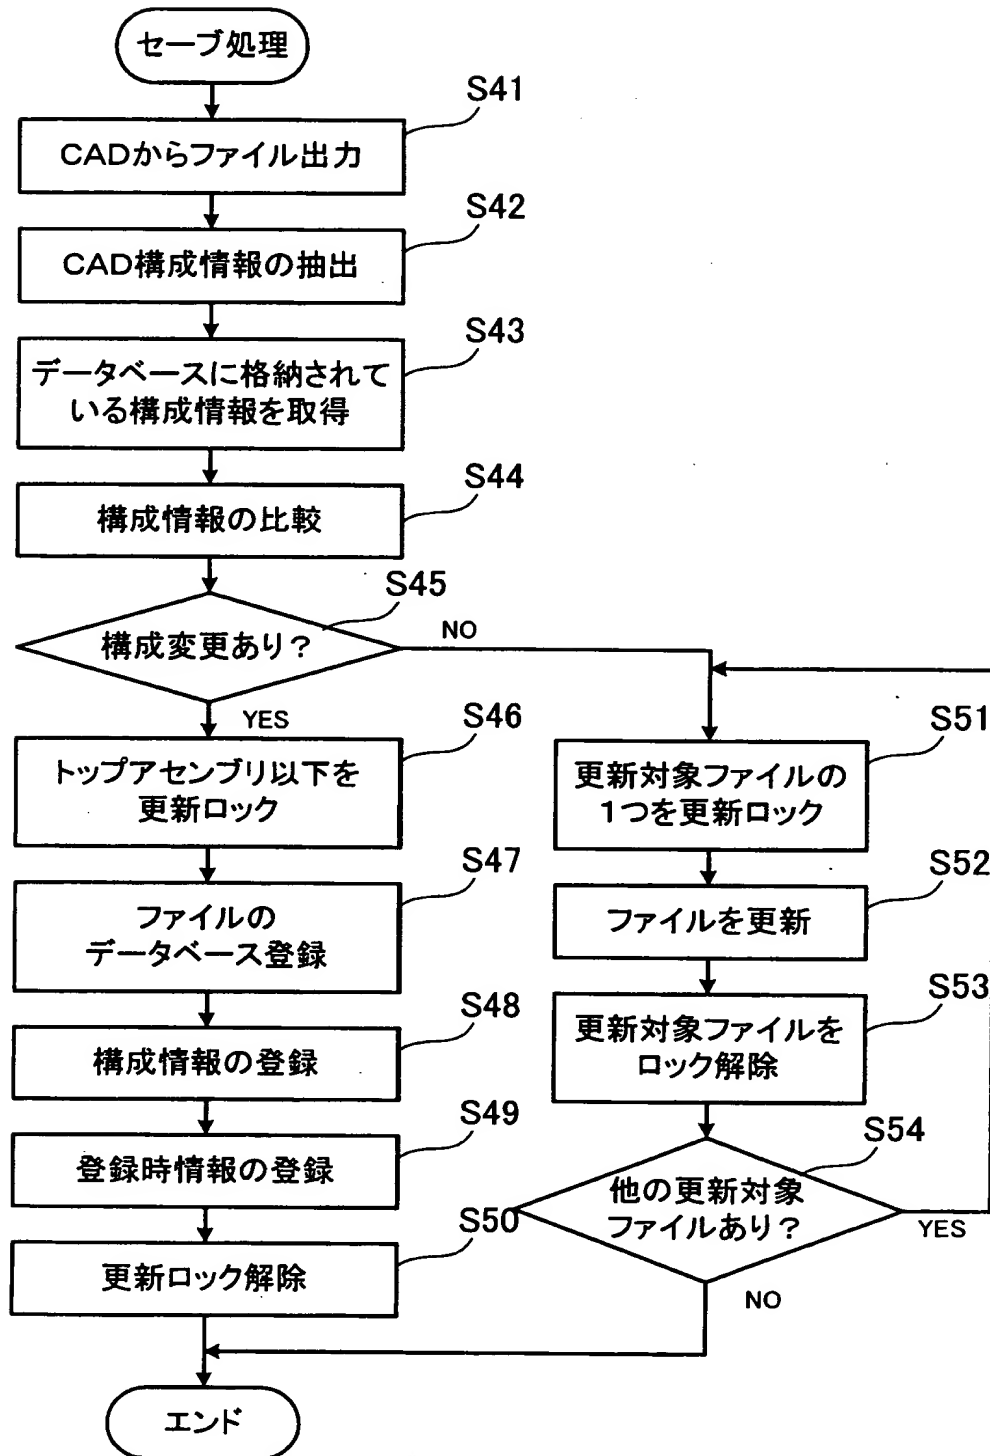 セーブ処理
S41
CADからファイル出力
S42
CAD構成情報の抽出
S43
データベースに格納されて
いる構成情報を取得
S44
構成情報の比較
S45
構成変更あり?
NO
YES
S46
トップアセンブリ以下を
更新ロック
S47
ファイルの
データベース登録
S48
構成情報の登録
S49
登録時情報の登録
S50
更新ロック解除
S51
更新対象ファイルの
1つを更新ロック
S52
ファイルを更新
S53
更新対象ファイルを
ロック解除
S54
他の更新対象
ファイルあり?
YES
NO
エンド